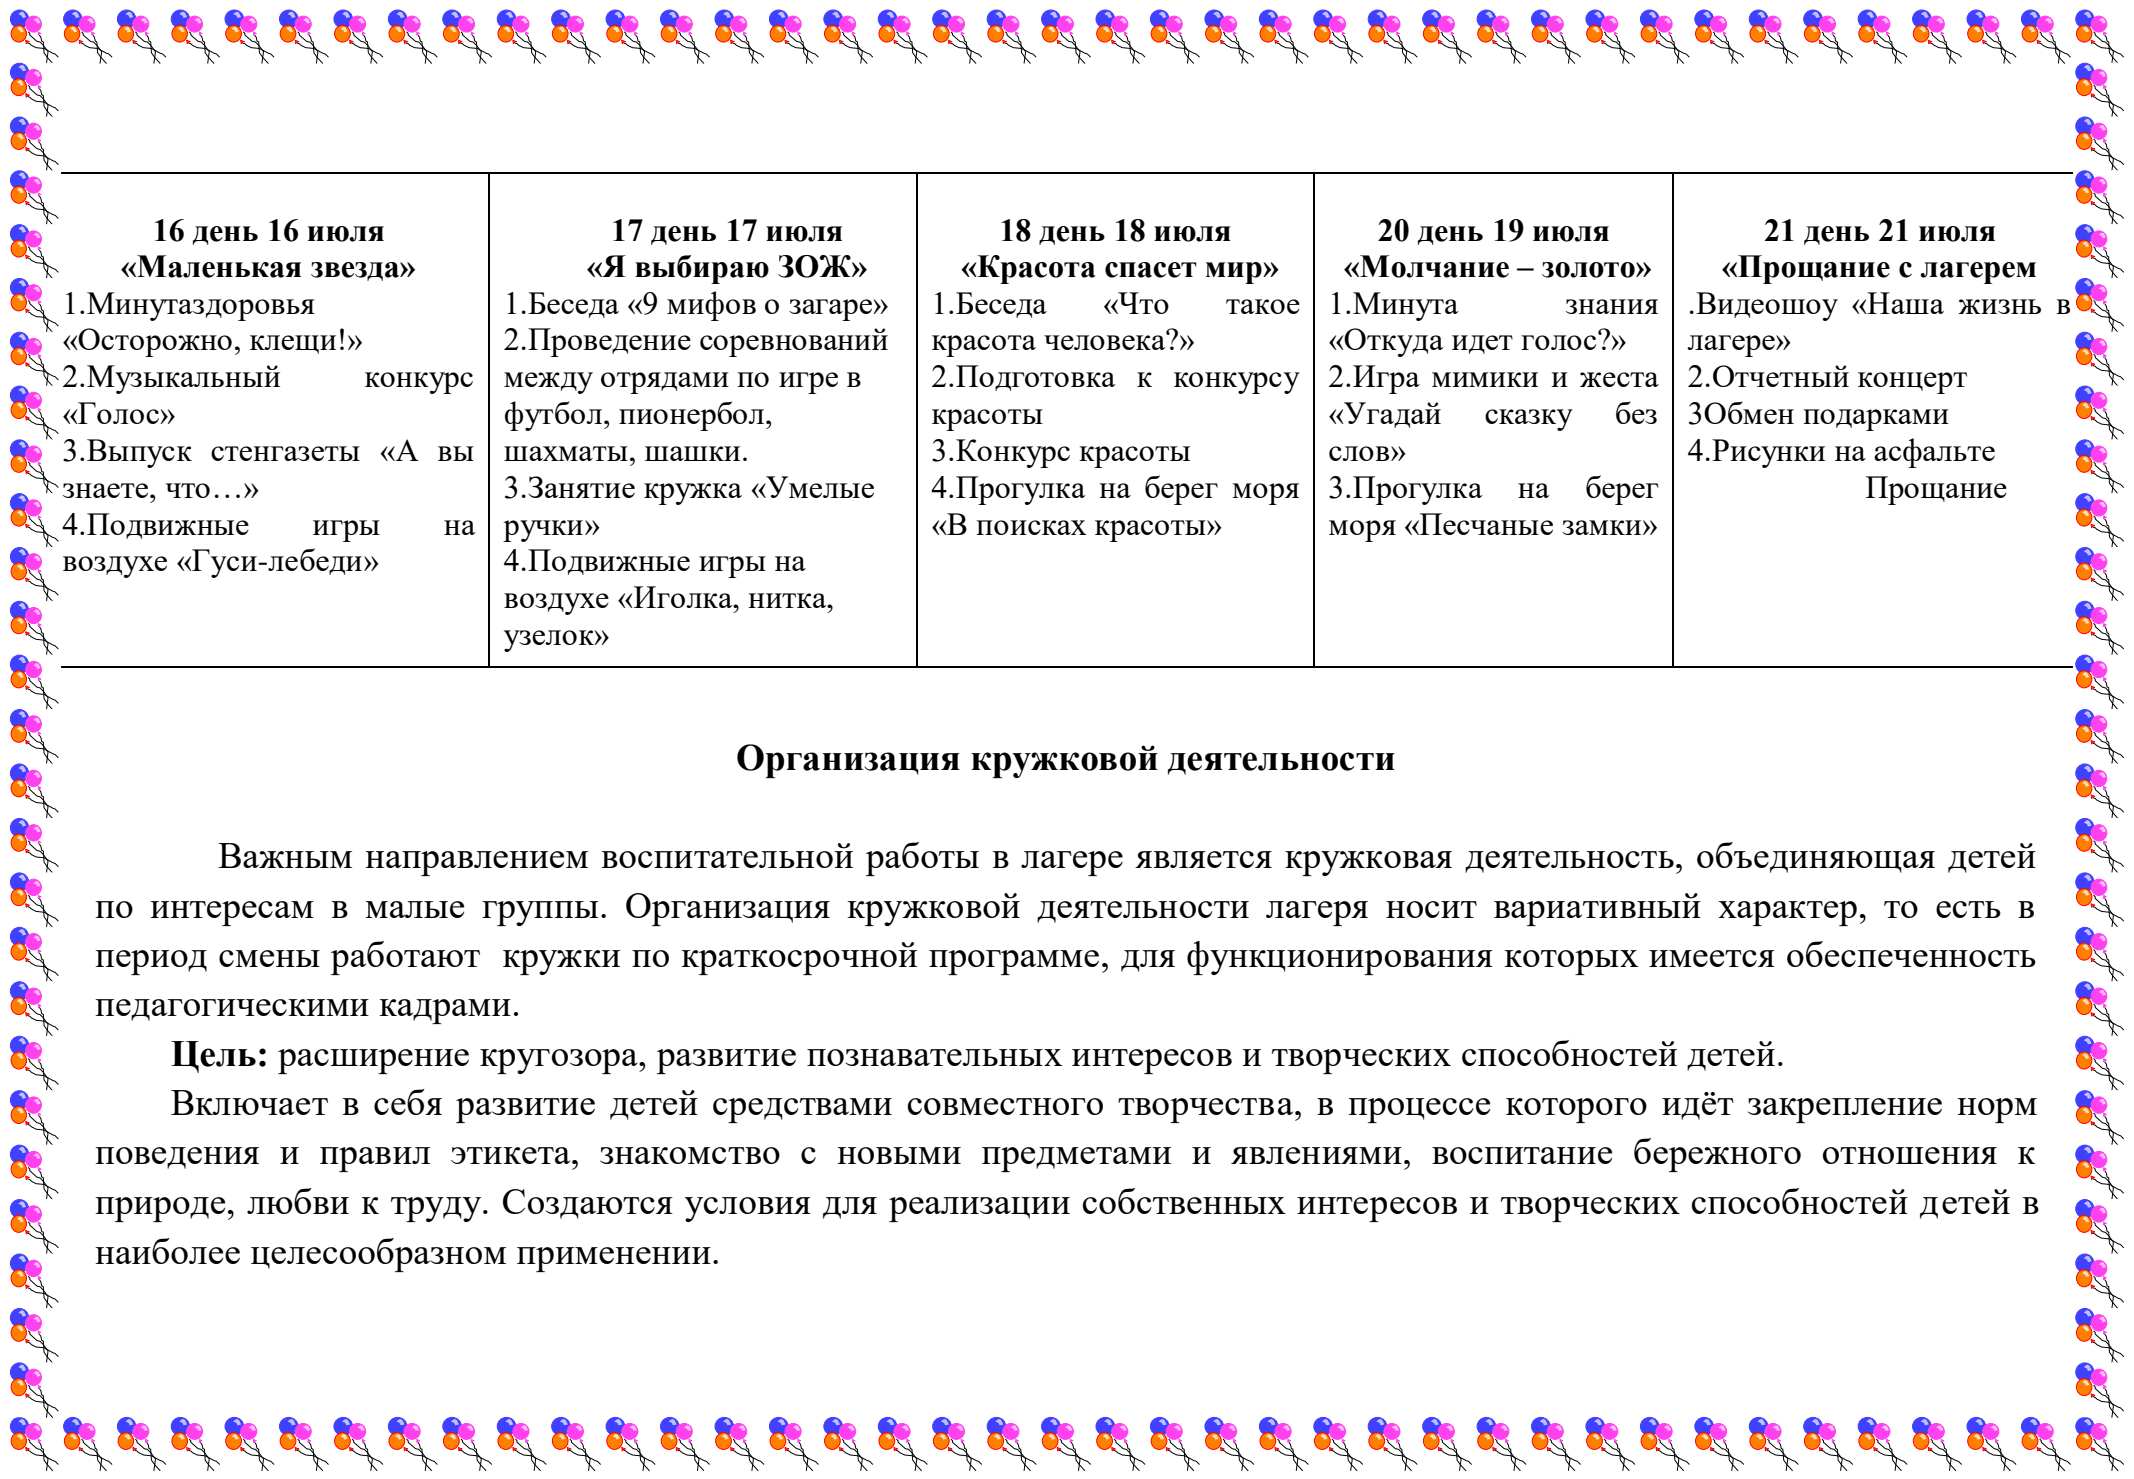 16 день 16 июля
«Маленькая звезда»
1.Минутаздоровья
«Осторожно, клещи!»
2.Музыкальный конкурс
«Голос»
3.Выпуск стенгазеты «А вы
знаете, что…»
4.Подвижные игры на
воздухе «Гуси-лебеди»
17 день 17 июля
«Я выбираю ЗОЖ»
1.Беседа «9 мифов о загаре»
2.Проведение соревнований
между отрядами по игре в
футбол, пионербол,
шахматы, шашки.
3.Занятие кружка «Умелые
ручки»
4.Подвижные игры на
воздухе «Иголка, нитка,
узелок»
18 день 18 июля
«Красота спасет мир»
1.Беседа «Что такое
красота человека?»
2.Подготовка к конкурсу
красоты
3.Конкурс красоты
4.Прогулка на берег моря
«В поисках красоты»
20 день 19 июля
«Молчание – золото»
1.Минута знания
«Откуда идет голос?»
2.Игра мимики и жеста
«Угадай сказку без
слов»
3.Прогулка на берег
моря «Песчаные замки»
21 день 21 июля
«Прощание с лагерем
.Видеошоу «Наша жизнь в
лагере»
2.Отчетный концерт
3Обмен подарками
4.Рисунки на асфальте
Прощание
Организация кружковой деятельности
Важным направлением воспитательной работы в лагере является кружковая деятельность, объединяющая детей
по интересам в малые группы. Организация кружковой деятельности лагеря носит вариативный характер, то есть в
период смены работают кружки по краткосрочной программе, для функционирования которых имеется обеспеченность
педагогическими кадрами.
Цель: расширение кругозора, развитие познавательных интересов и творческих способностей детей.
Включает в себя развитие детей средствами совместного творчества, в процессе которого идёт закрепление норм
поведения и правил этикета, знакомство с новыми предметами и явлениями, воспитание бережного отношения к
природе, любви к труду. Создаются условия для реализации собственных интересов и творческих способностей детей в
наиболее целесообразном применении.